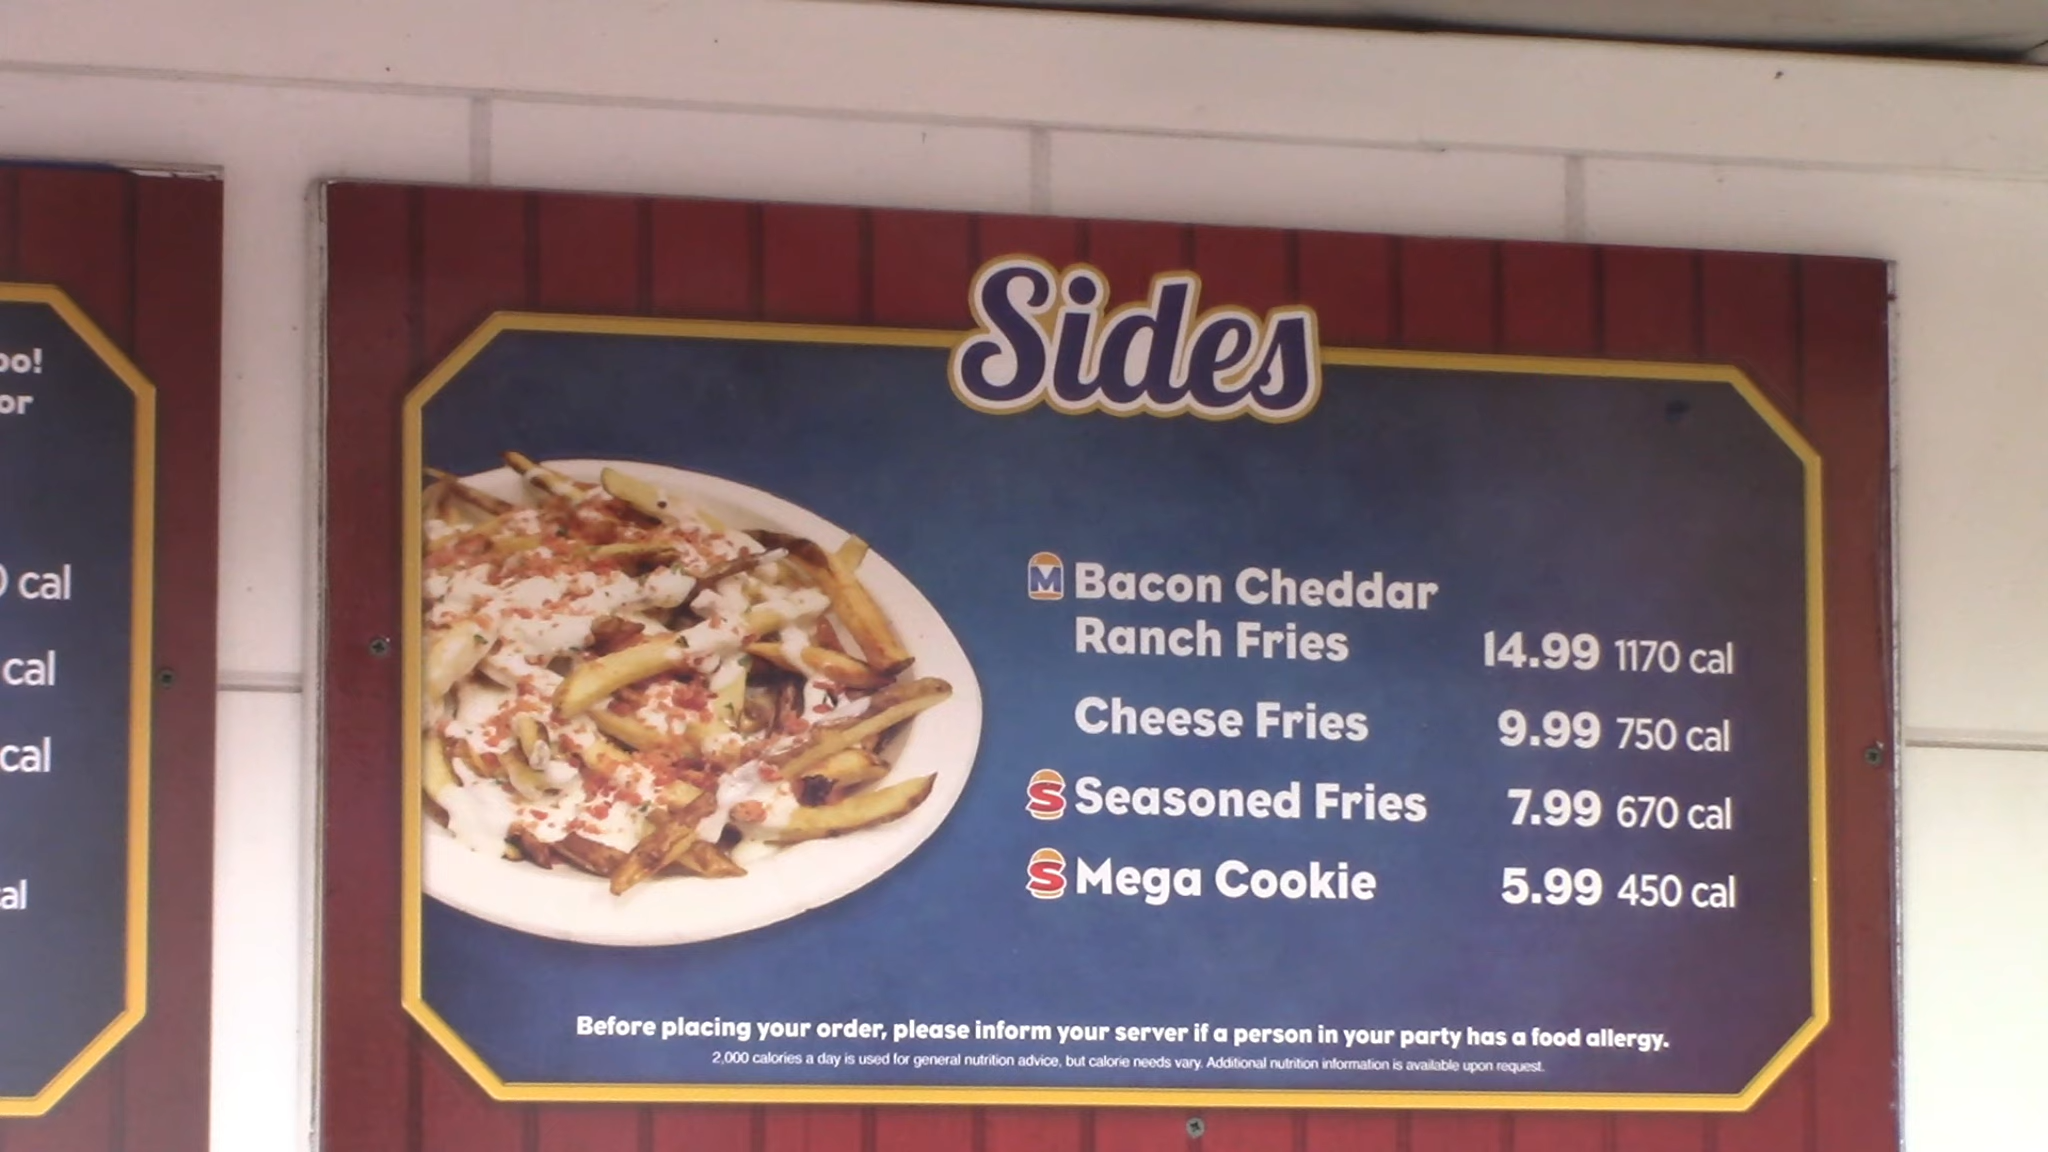 or
cal
cal
cal
Sides
M Bacon Cheddar
Ranch Fries 14.99 1170 cal
Cheese Fries 9.99 750 cal
S Seasoned Fries 7.99 670 cal
S Mega Cookie 5.99 450 cal
Before placing your order, please inform your server if a person in your party has a food allergy.
2,000 calories a day is used for general nutrition advice, but calorie needs vary. Additional nutrition information is available upon request.